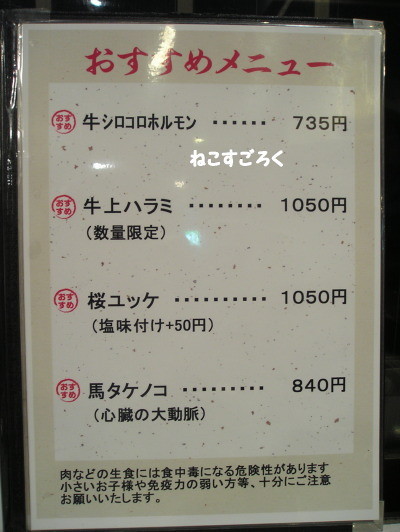 おすすめメニュー
おすすめ 牛シロコロホルモン ・・・・・・ 735円
ねこすごろく
おすすめ 牛上ハラミ ・・・・・・・・ 1050円
(数量限定)
おすすめ 桜ユッケ ・・・・・・・・・・ 1050円
(塩味付け+50円)
おすすめ 馬タケノコ ・・・・・・・・・ 840円
(心臓の大動脈)
肉などの生食には食中毒になる危険性があります
小さいお子様や免疫力の弱い方等、十分にご注意
お願いいたします。